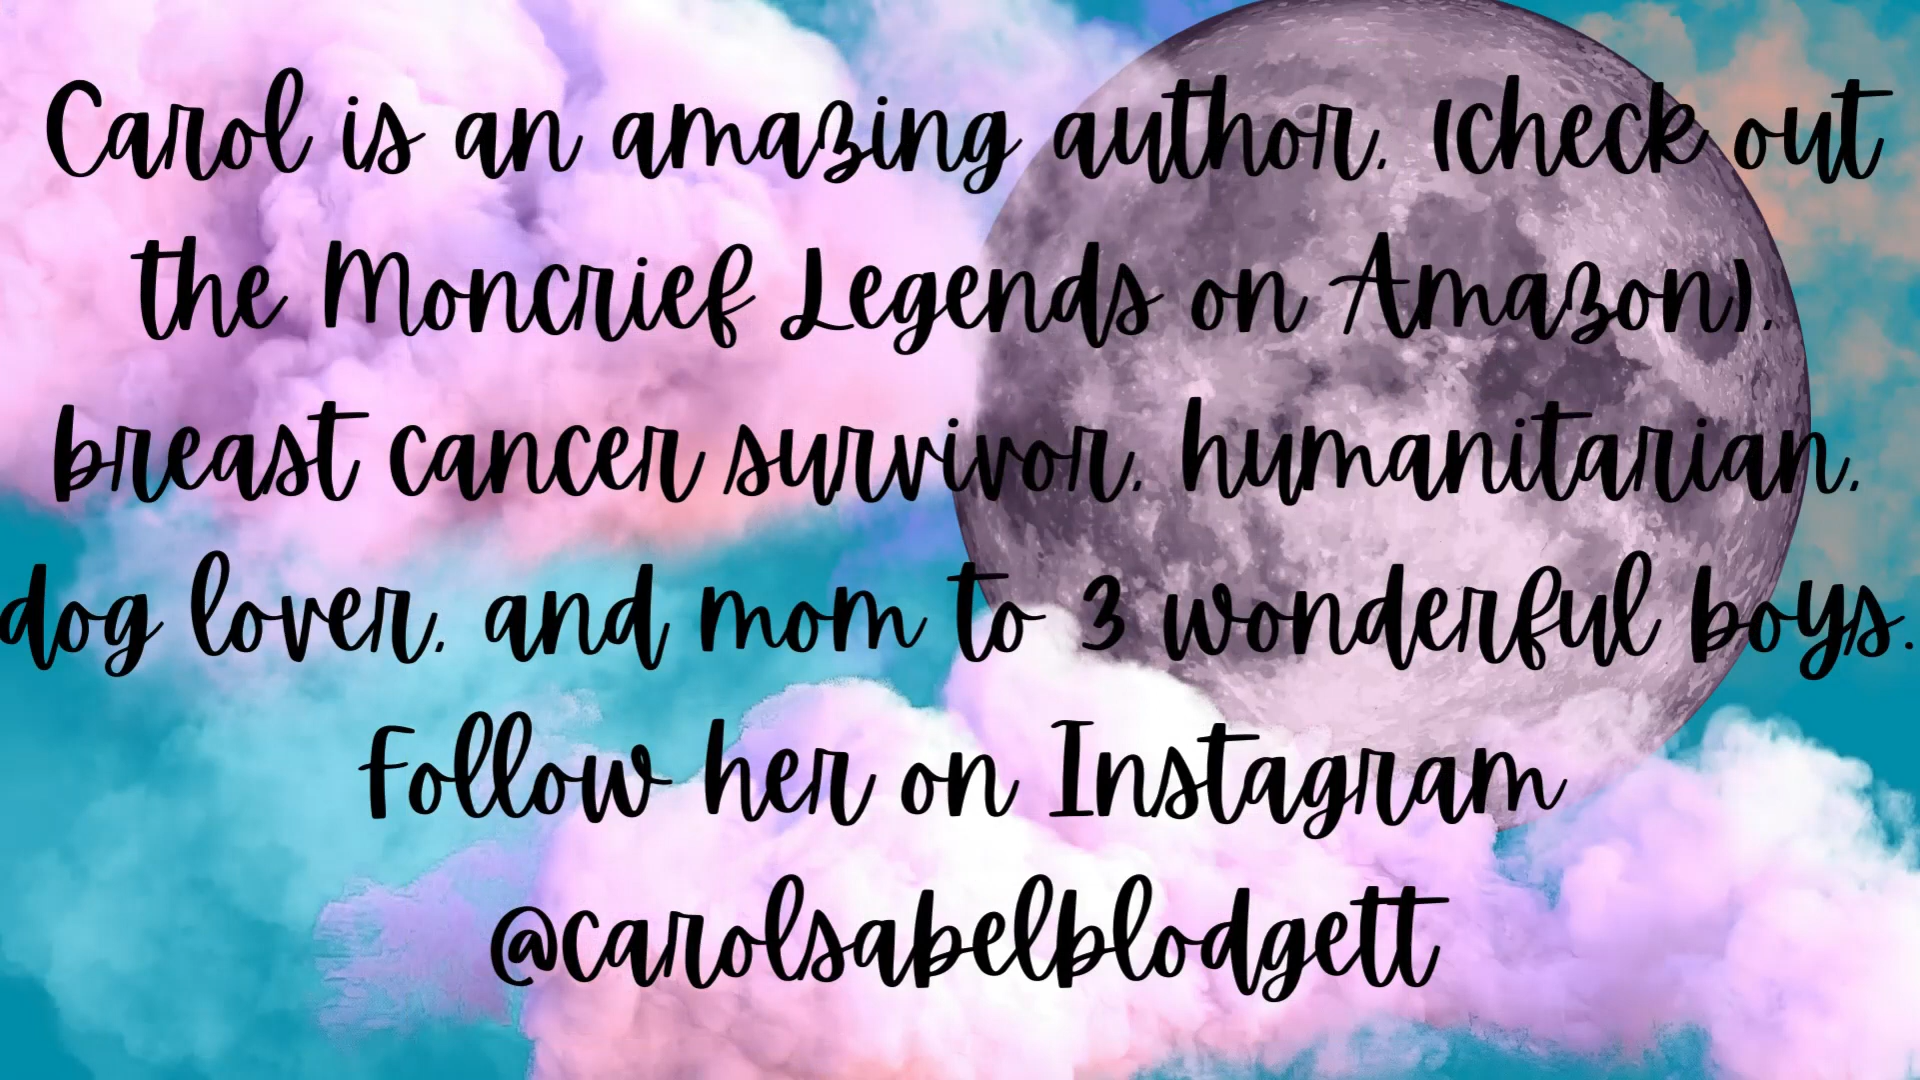 Carol is an amazing author, (check out
the Moncrief Legends on Amazon),
breast cancer survivor, humanitarian,
dog lover, and mom to 3 wonderful boys.
Follow her on Instagram
@carolsabelblodgett